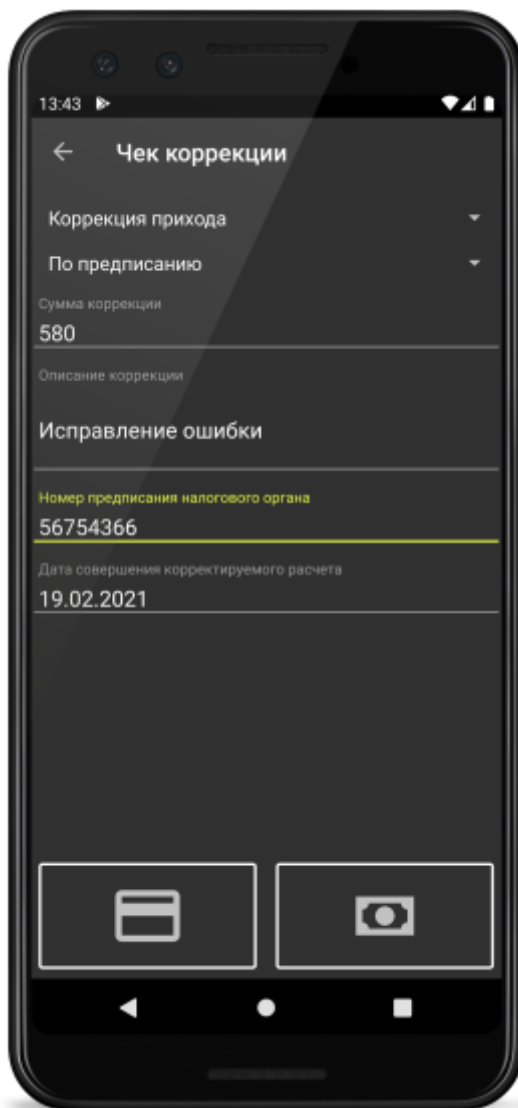 13:43
Чек коррекции
Коррекция прихода
По предписанию
Сумма коррекции
580
Описание коррекции
Исправление ошибки
Номер предписания налогового органа
56754366
Дата совершения корректируемого расчета
19.02.2021